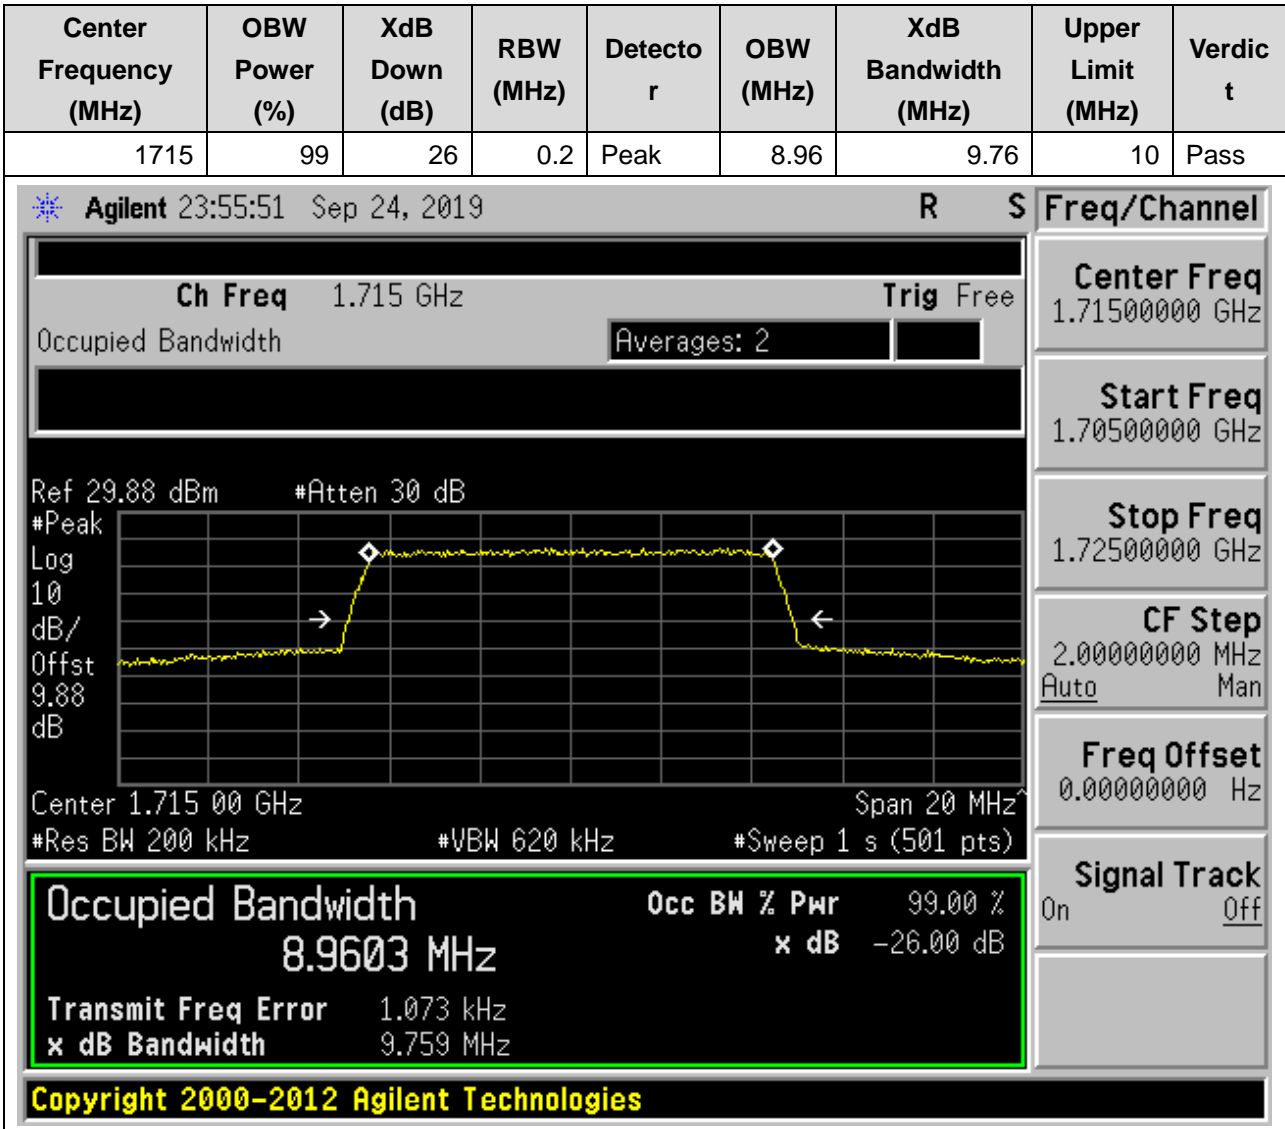 Center Frequency (MHz) OBW Power (%) XdB Down (dB) RBW (MHz) Detecto r OBW (MHz) XdB Bandwidth (MHz) Upper Limit (MHz) Verdic t
1715 99 26 0.2 Peak 8.96 9.76 10 Pass
Agilent 23:55:51 Sep 24, 2019 R S Freq/Channel
Ch Freq 1.715 GHz Trig Free
Occupied Bandwidth Averages: 2
Center Freq
1.71500000 GHz
Start Freq
1.70500000 GHz
Stop Freq
1.72500000 GHz
CF Step
2.00000000 MHz
Auto Man
Freq Offset
0.00000000 Hz
Signal Track
On Off
Ref 29.88 dBm #Atten 30 dB
#Peak
Log
10
dB/
Offst
9.88
dB
Center 1.715 00 GHz Span 20 MHz^
#Res BW 200 kHz #VBW 620 kHz #Sweep 1 s (501 pts)
Occupied Bandwidth Occ BW % Pwr 99.00 %
8.9603 MHz x dB -26.00 dB
Transmit Freq Error 1.073 kHz
x dB Bandwidth 9.759 MHz
Copyright 2000-2012 Agilent Technologies